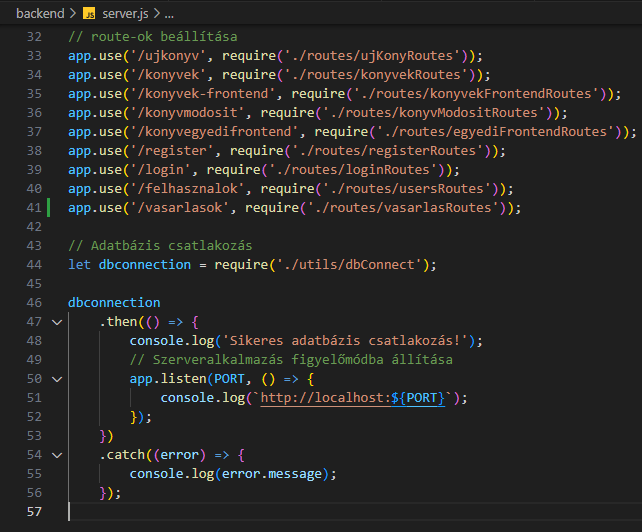 backend > JS server.js > ...
32 // route-ok beállítása
33 app.use('/ujkonyv', require('./routes/ujKonyRoutes'));
34 app.use('/konyvek', require('./routes/konyvekRoutes'));
35 app.use('/konyvek-frontend', require('./routes/konyvekFrontendRoutes'));
36 app.use('/konyvmodosit', require('./routes/konyvModositRoutes'));
37 app.use('/konyvegyedifrontend', require('./routes/egyediFrontendRoutes'));
38 app.use('/register', require('./routes/registerRoutes'));
39 app.use('/login', require('./routes/loginRoutes'));
40 app.use('/felhasznalok', require('./routes/usersRoutes'));
41 app.use('/vasarlasok', require('./routes/vasarlasRoutes'));
42
43 // Adatbázis csatlakozás
44 let dbconnection = require('./utils/dbConnect');
45
46 dbconnection
47     .then(() => {
48         console.log('Sikeres adatbázis csatlakozás!');
49         // Szerveralkalmazás figyelőmódba állítása
50         app.listen(PORT, () => {
51             console.log(`http://localhost:${PORT}`);
52         });
53     })
54     .catch((error) => {
55         console.log(error.message);
56     });
57